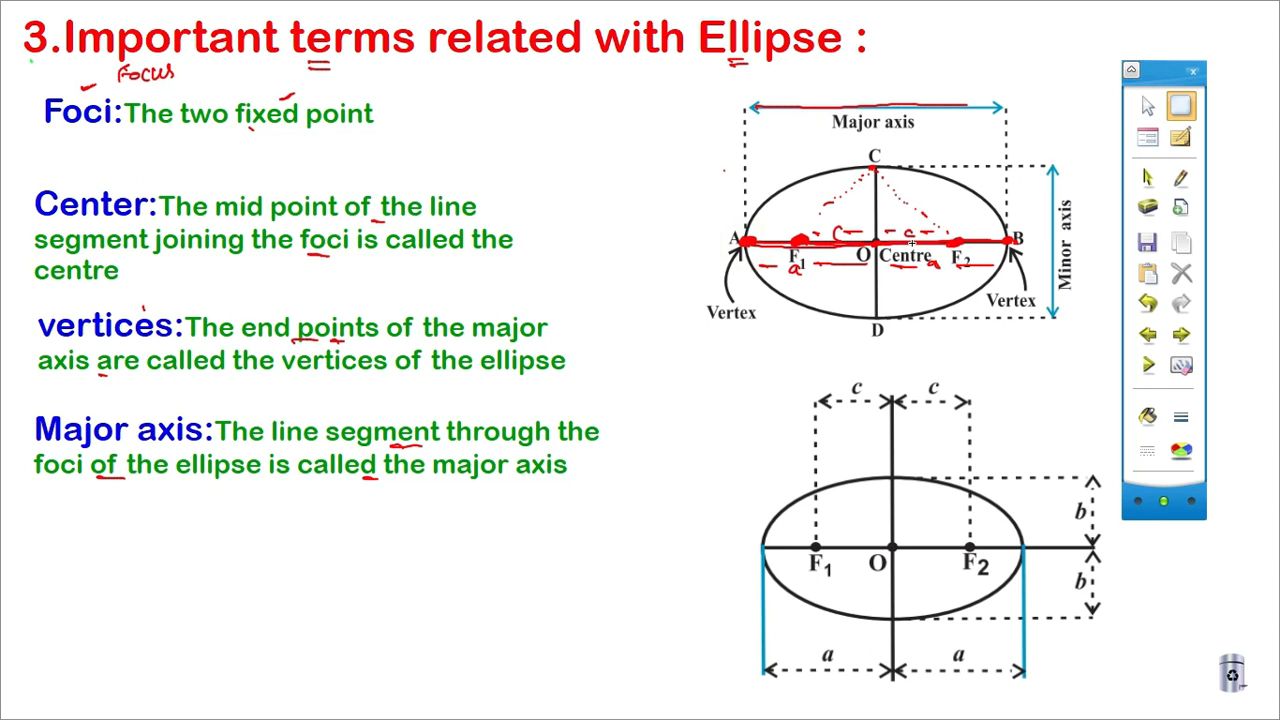 3.Important terms related with Ellipse :
Focus
Foci:The two fixed point
Center:The mid point of the line
segment joining the foci is called the
centre
vertices:The end points of the major
axis are called the vertices of the ellipse
Major axis:The line segment through the
foci of the ellipse is called the major axis
Major axis
C
A
B
c
c
F1
O
Centre
F2
a
a
Vertex
Vertex
D
Minor axis
c
c
F1
O
F2
b
b
a
a
x